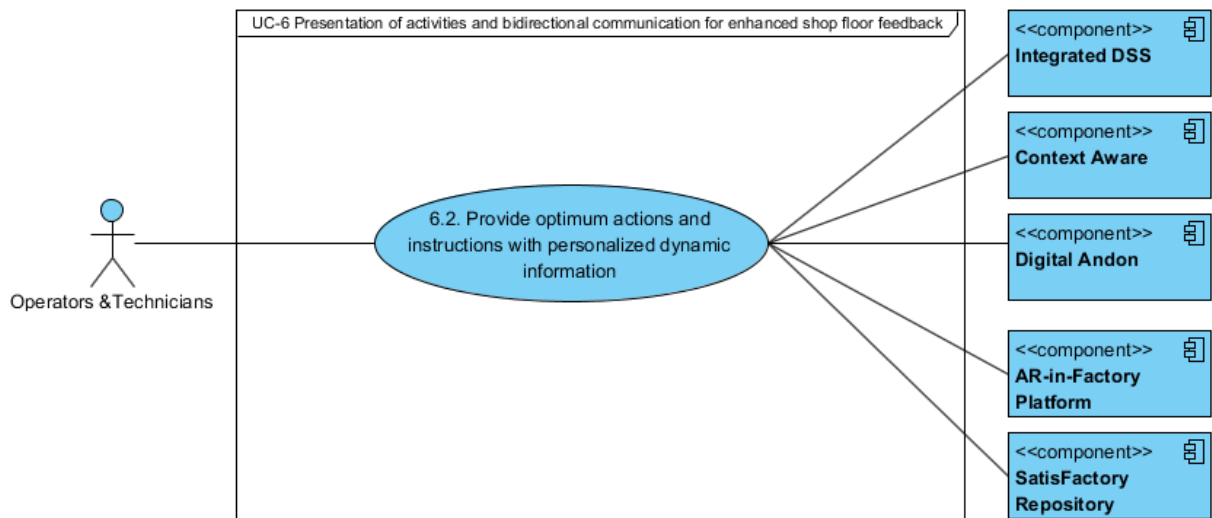 UC-6 Presentation of activities and bidirectional communication for enhanced shop floor feedback
<<component>>
Integrated DSS
<<component>>
Context Aware
6.2. Provide optimum actions and
instructions with personalized dynamic
information
Operators &Technicians
<<component>>
Digital Andon
<<component>>
AR-in-Factory
Platform
<<component>>
SatisFactory
Repository